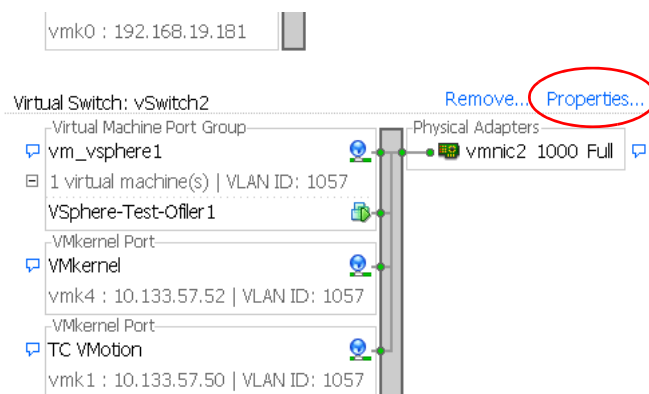 vmk0 : 192.168.19.181
Virtual Switch: vSwitch2 Remove... Properties...
Virtual Machine Port Group Physical Adapters
vm_vsphere1 vmnic2 1000 Full
1 virtual machine(s) | VLAN ID: 1057
VSphere-Test-Ofiler1
VMkernel Port
VMkernel
vmk4 : 10.133.57.52 | VLAN ID: 1057
VMkernel Port
TC VMotion
vmk1 : 10.133.57.50 | VLAN ID: 1057